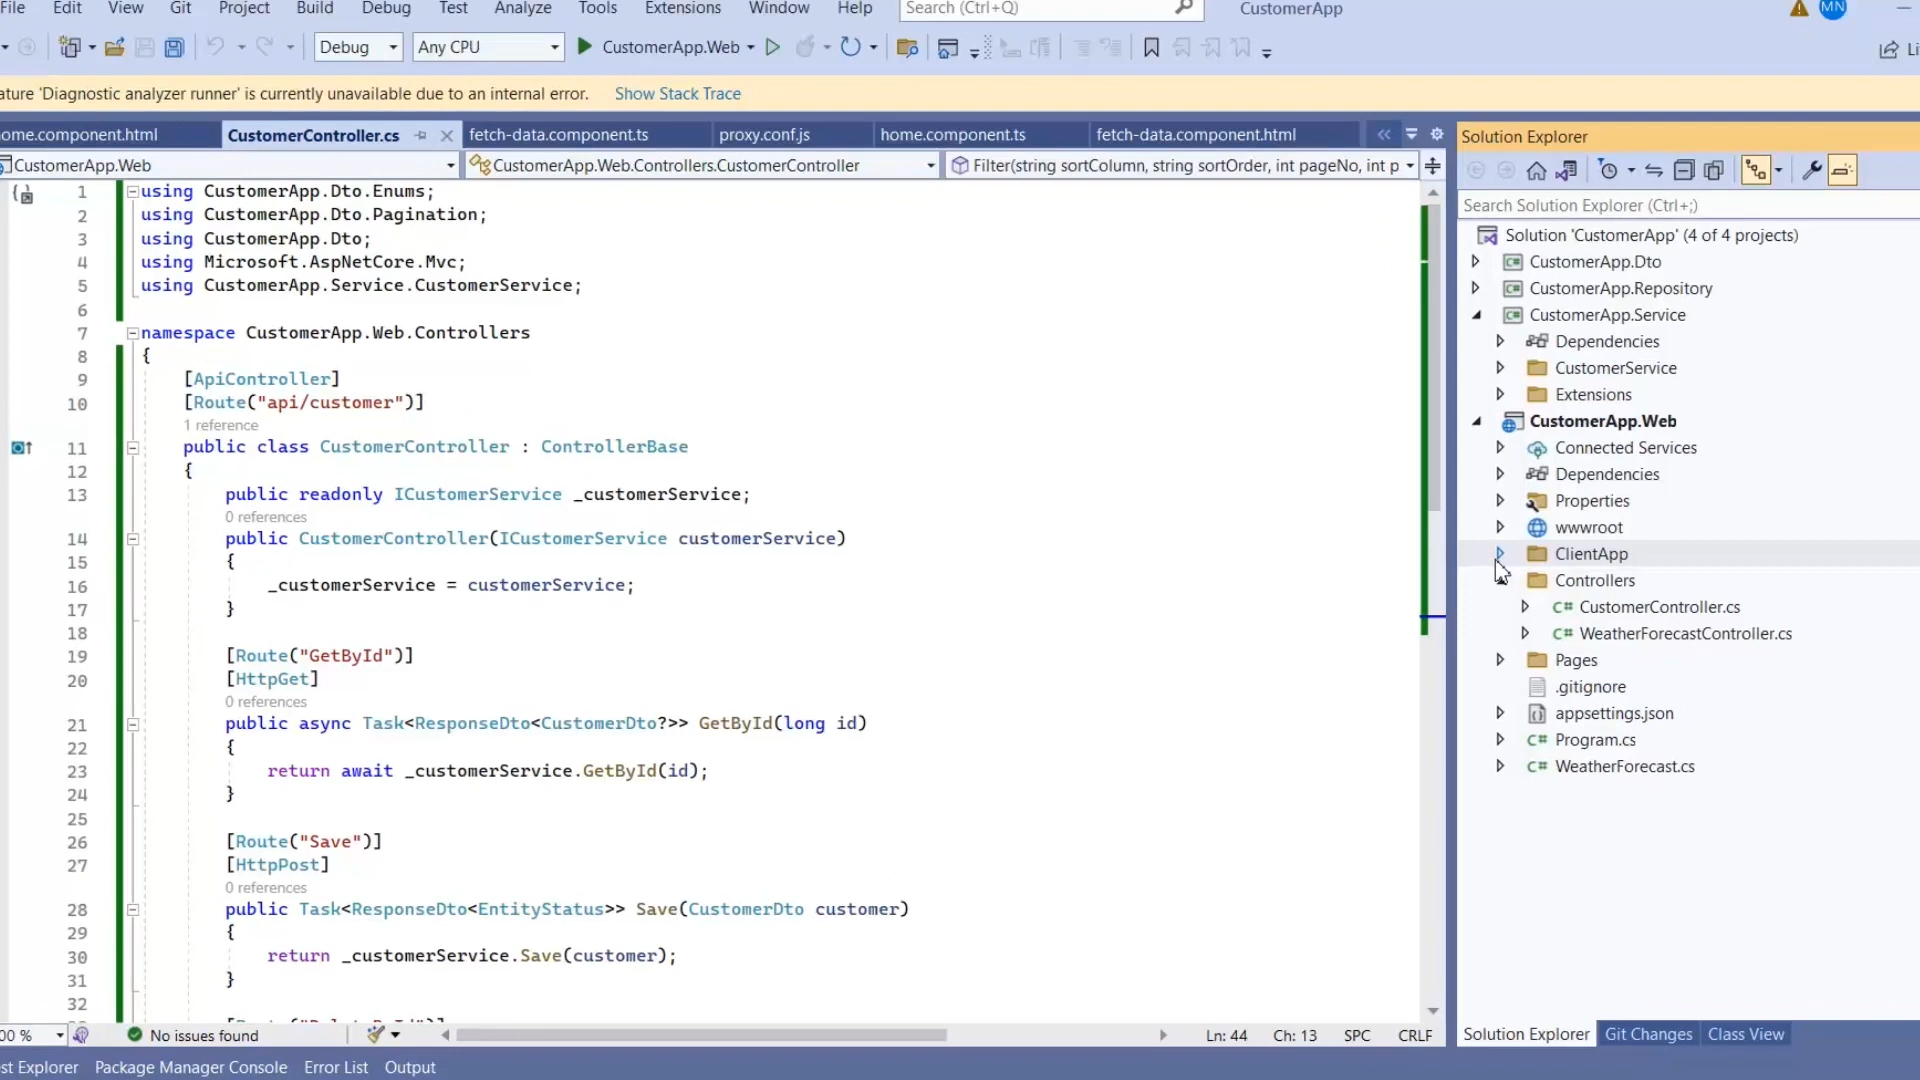 File Edit View Git Project Build Debug Test Analyze Tools Extensions Window Help Search (Ctrl+Q) CustomerApp MN
Debug Any CPU CustomerApp.Web Li
ature 'Diagnostic analyzer runner' is currently unavailable due to an internal error. Show Stack Trace
ome.component.html CustomerController.cs fetch-data.component.ts proxy.conf.js home.component.ts fetch-data.component.html
CustomerApp.Web CustomerApp.Web.Controllers.CustomerController Filter(string sortColumn, string sortOrder, int pageNo, int p
1 using CustomerApp.Dto.Enums;
2 using CustomerApp.Dto.Pagination;
3 using CustomerApp.Dto;
4 using Microsoft.AspNetCore.Mvc;
5 using CustomerApp.Service.CustomerService;
6
7 namespace CustomerApp.Web.Controllers
8 {
9 [ApiController]
10 [Route("api/customer")]
1 reference
11 public class CustomerController : ControllerBase
12 {
13 public readonly ICustomerService _customerService;
0 references
14 public CustomerController(ICustomerService customerService)
15 {
16 _customerService = customerService;
17 }
18
19 [Route("GetById")]
20 [HttpGet]
0 references
21 public async Task<ResponseDto<CustomerDto?>> GetById(long id)
22 {
23 return await _customerService.GetById(id);
24 }
25
26 [Route("Save")]
27 [HttpPost]
0 references
28 public Task<ResponseDto<EntityStatus>> Save(CustomerDto customer)
29 {
30 return _customerService.Save(customer);
31 }
32
00 % No issues found Ln: 44 Ch: 13 SPC CRLF
Solution Explorer
Search Solution Explorer (Ctrl+;)
Solution 'CustomerApp' (4 of 4 projects)
C# CustomerApp.Dto
C# CustomerApp.Repository
C# CustomerApp.Service
Dependencies
CustomerService
Extensions
CustomerApp.Web
Connected Services
Dependencies
Properties
wwwroot
ClientApp
Controllers
C# CustomerController.cs
C# WeatherForecastController.cs
Pages
.gitignore
appsettings.json
C# Program.cs
C# WeatherForecast.cs
Solution Explorer Git Changes Class View
st Explorer Package Manager Console Error List Output